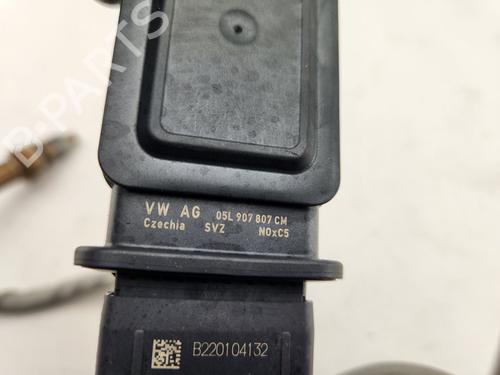 B-PARTS
VW AG 05L 907 807 CM
Czechia SVZ NOxC5
B220104132